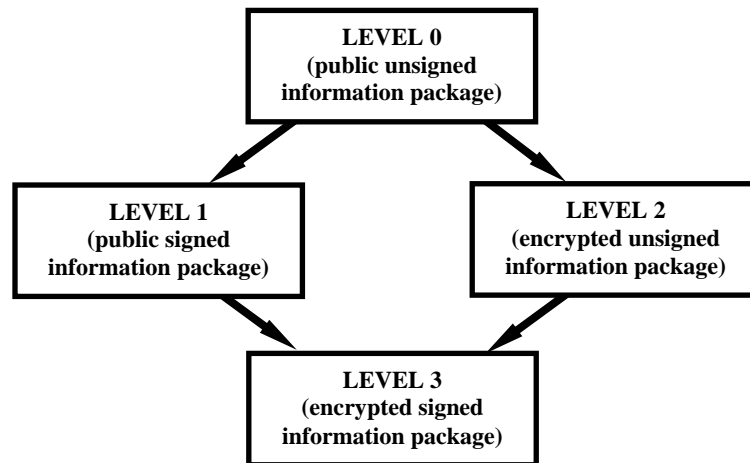 LEVEL 0
(public unsigned
information package)
LEVEL 1
(public signed
information package)
LEVEL 2
(encrypted unsigned
information package)
LEVEL 3
(encrypted signed
information package)